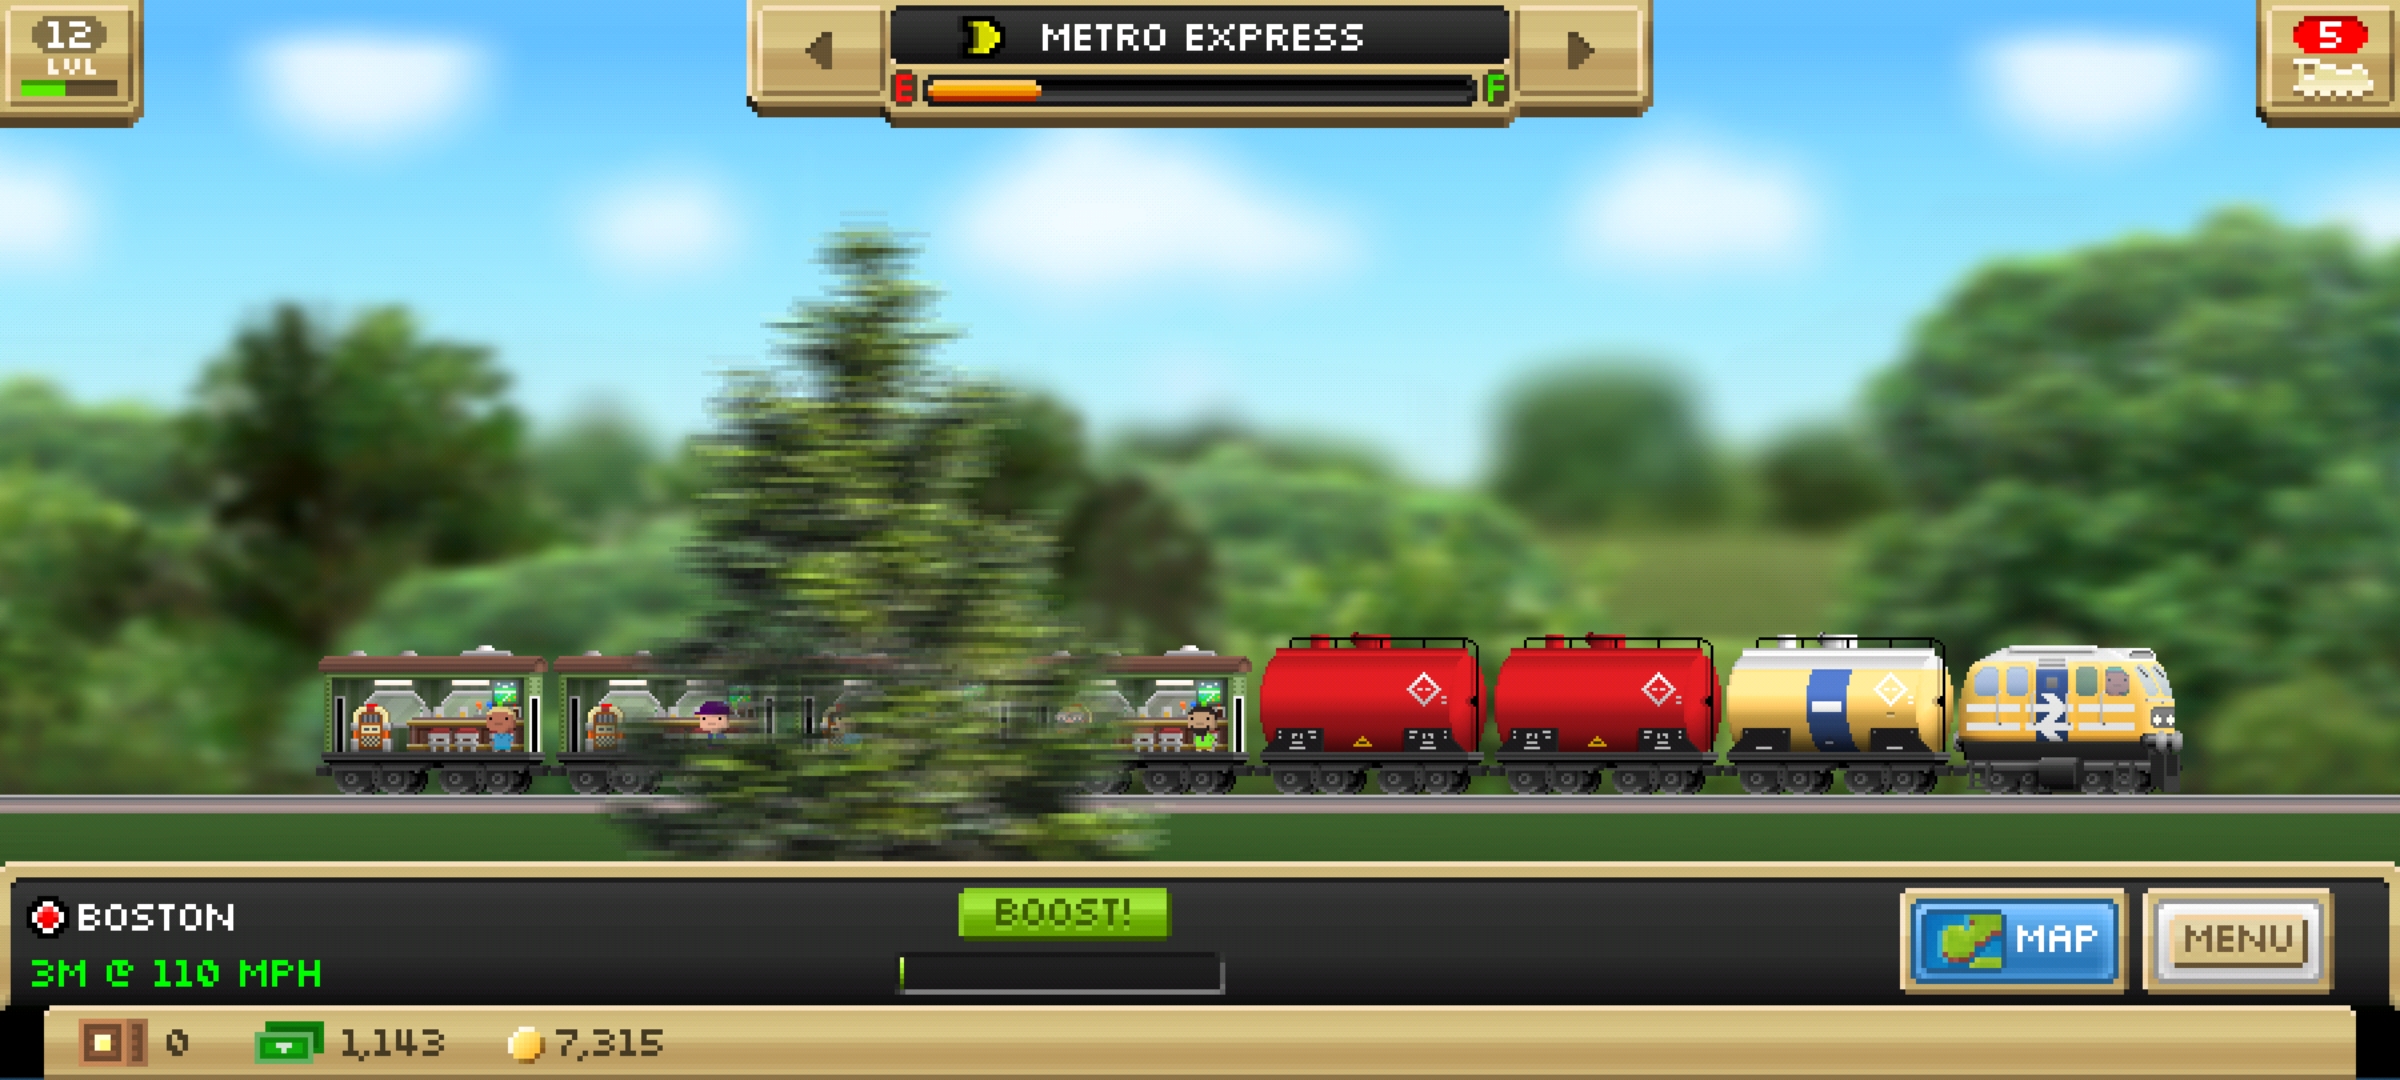 12
LVL
METRO EXPRESS
E F
5
BOSTON
3M @ 110 MPH
BOOST!
MAP
MENU
0 1,143 7,315